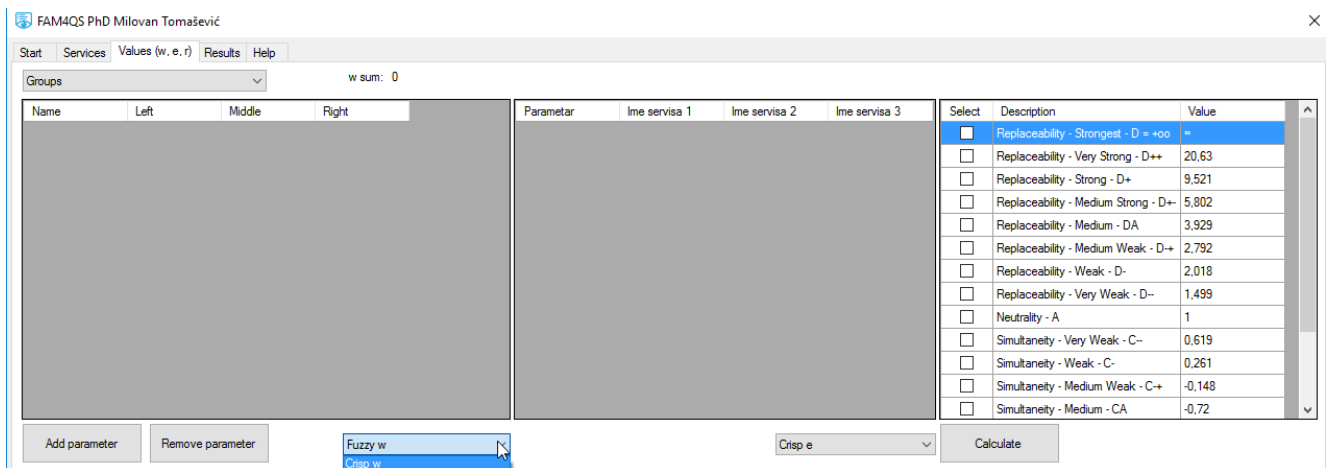 FAM4QS PhD Milovan Tomašević
Start Services Values (w, e, r) Results Help
Groups w sum: 0
Name Left Middle Right Parametar Ime servisa 1 Ime servisa 2 Ime servisa 3 Select Description Value
Replaceability - Strongest - D = +oo =
Replaceability - Very Strong - D++ 20,63
Replaceability - Strong - D+ 9,521
Replaceability - Medium Strong - D+- 5,802
Replaceability - Medium - DA 3,929
Replaceability - Medium Weak - D-+ 2,792
Replaceability - Weak - D- 2,018
Replaceability - Very Weak - D-- 1,499
Neutrality - A 1
Simultaneity - Very Weak - C-- 0,619
Simultaneity - Weak - C- 0,261
Simultaneity - Medium Weak - C-+ -0,148
Simultaneity - Medium - CA -0,72
Add parameter Remove parameter Fuzzy w Crisp e Calculate
Crisp w